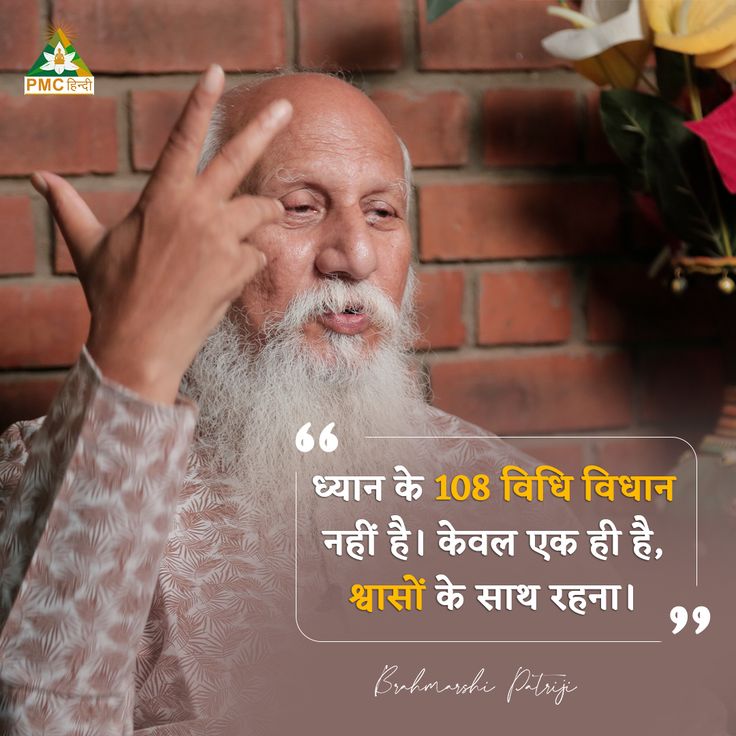 PMC हिन्दी
“
ध्यान के 108 विधि विधान
नहीं है। केवल एक ही है,
श्वासों के साथ रहना।
”
Brahmarshi Patriji